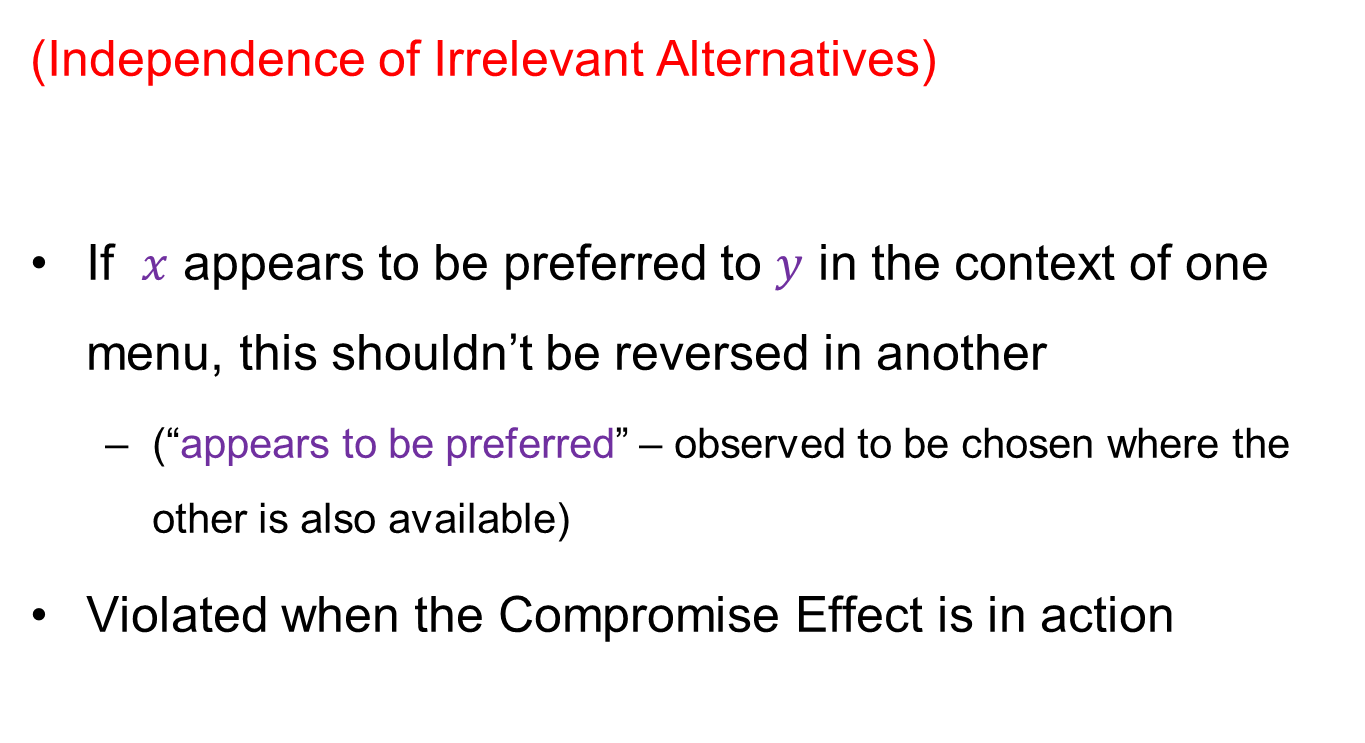 (Independence of Irrelevant Alternatives)
• If x appears to be preferred to y in the context of one
menu, this shouldn’t be reversed in another
– (“appears to be preferred” – observed to be chosen where the
other is also available)
• Violated when the Compromise Effect is in action